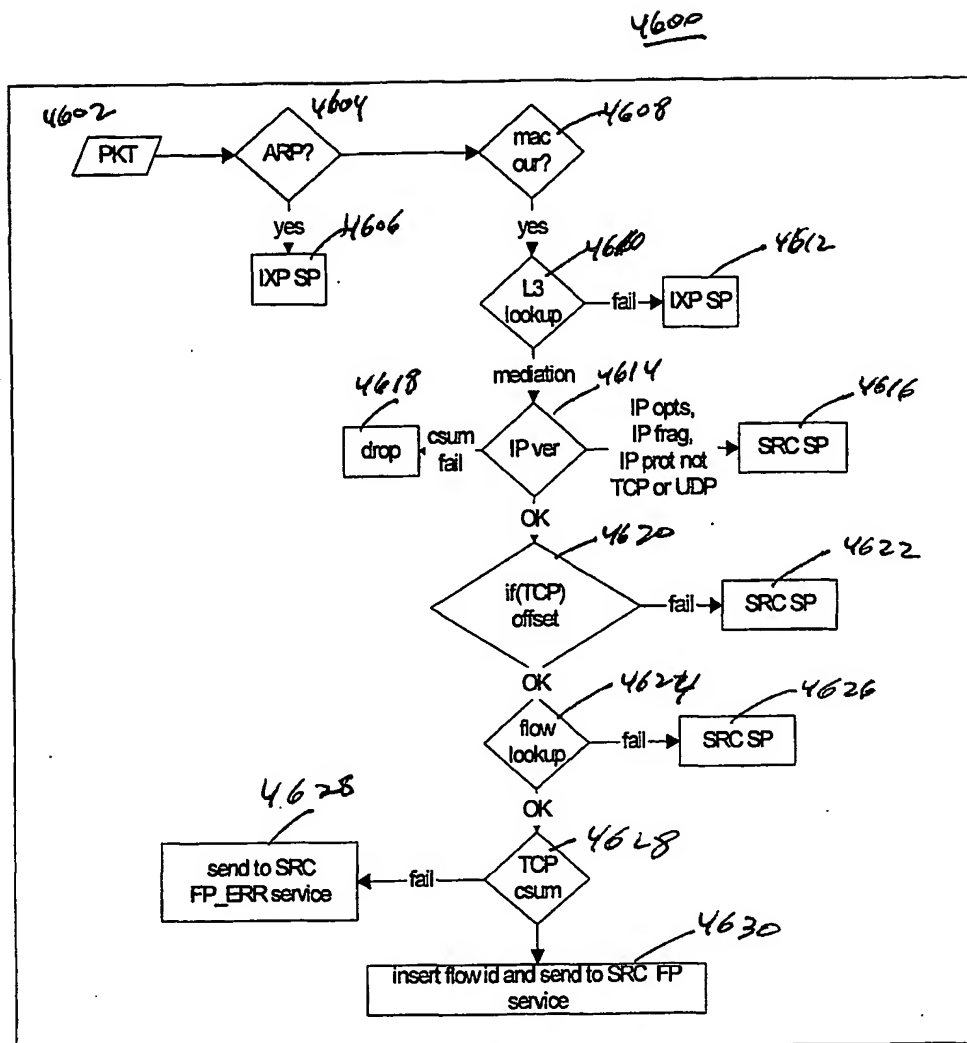 4600
4602
4604
4608
PKT
ARP?
mac
our?
yes
4606
yes
IXP SP
4610
4612
L3
lookup
fail
IXP SP
mediation
4614
4618
4616
drop
csum
fail
IP ver
IP opts,
IP frag,
IP prot not
TCP or UDP
SRC SP
OK
4620
4622
if(TCP)
offset
fail
SRC SP
OK
4624
4626
flow
lookup
fail
SRC SP
OK
4628
4628
send to SRC
FP_ERR service
fail
TCP
csum
4630
insert flow id and send to SRC FP
service